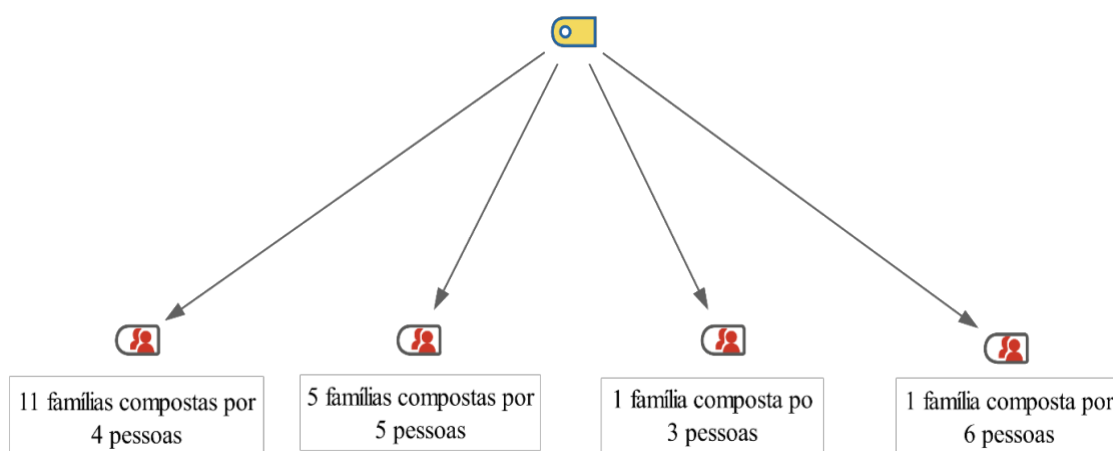 11 famílias compostas por
4 pessoas
5 famílias compostas por
5 pessoas
1 família composta po
3 pessoas
1 família composta por
6 pessoas